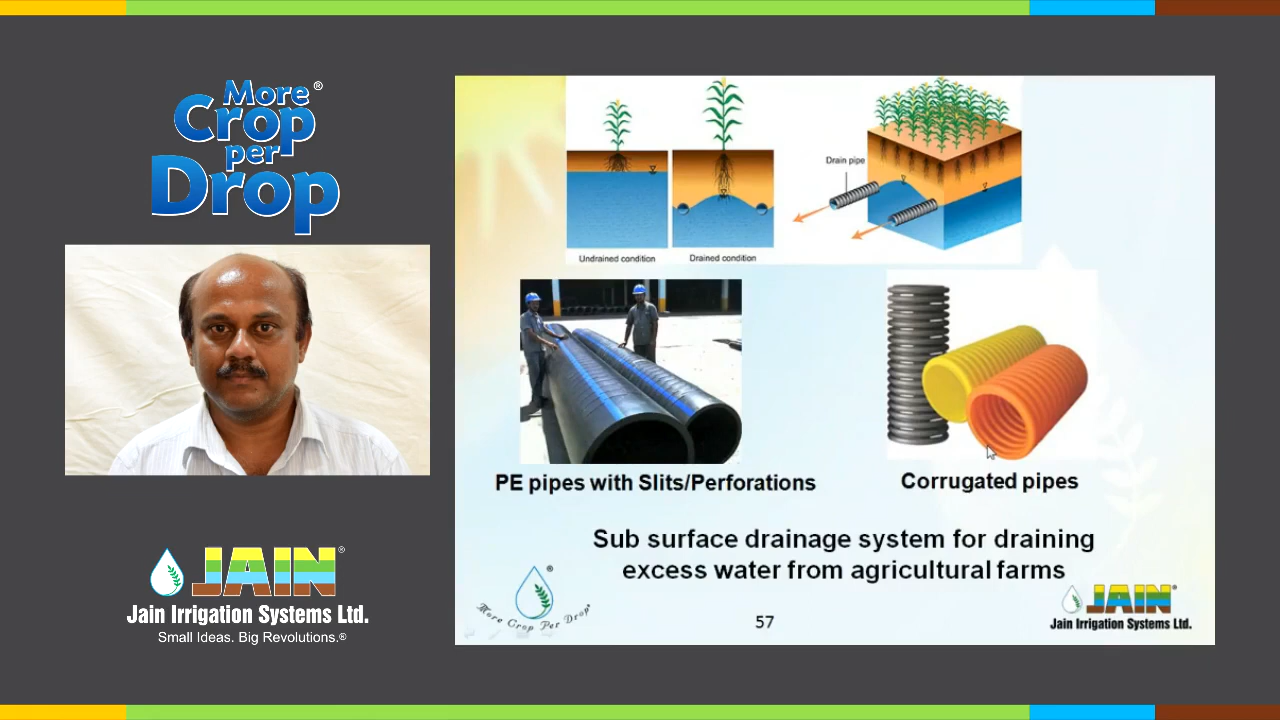 More®
Crop
per
Drop
JAIN®
Jain Irrigation Systems Ltd.
Small Ideas. Big Revolutions.®
Drain pipe
Undrained condition
Drained condition
PE pipes with Slits/Perforations
Corrugated pipes
Sub surface drainage system for draining
excess water from agricultural farms
More Crop Per Drop®
57
JAIN®
Jain Irrigation Systems Ltd.